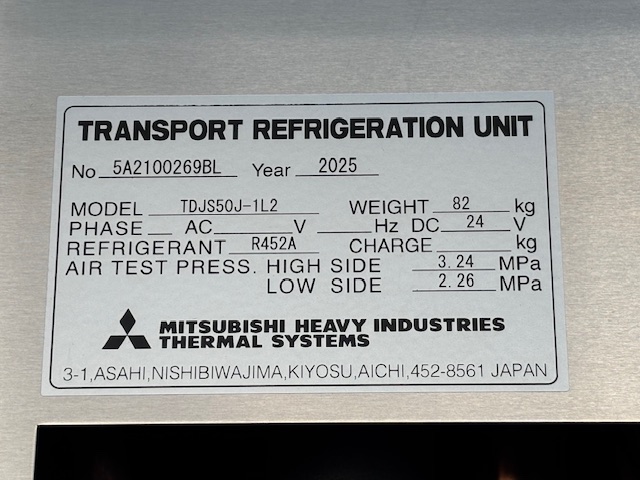 TRANSPORT REFRIGERATION UNIT
No 5A2100269BL Year 2025
MODEL TDJS50J-1L2 WEIGHT 82 kg
PHASE AC V Hz DC 24 V
REFRIGERANT R452A CHARGE kg
AIR TEST PRESS. HIGH SIDE 3.24 MPa
LOW SIDE 2.26 MPa
MITSUBISHI HEAVY INDUSTRIES
THERMAL SYSTEMS
3-1,ASAHI,NISHIBIWAJIMA,KIYOSU,AICHI,452-8561 JAPAN